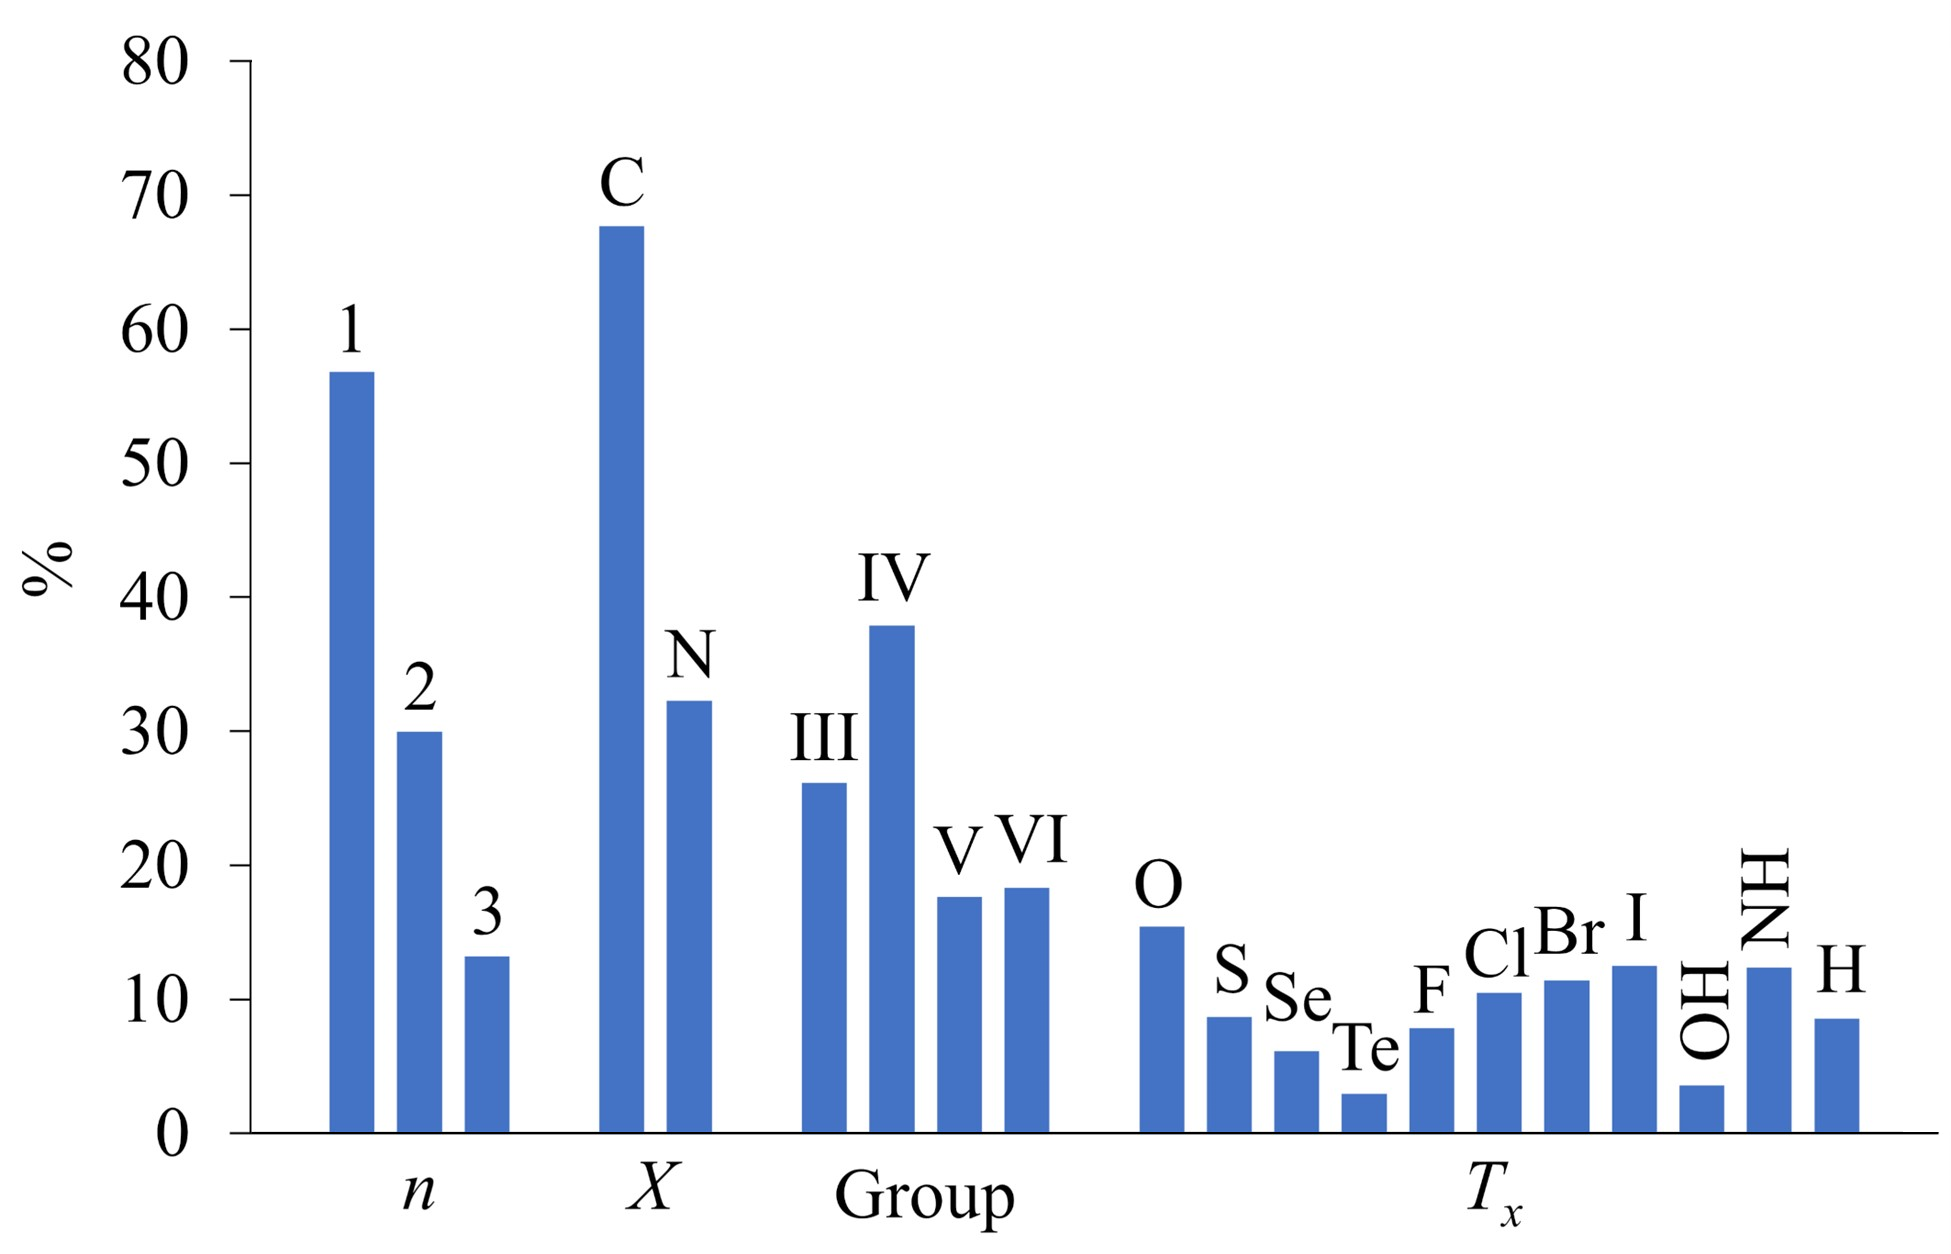 80
70
60
50
40
30
20
10
0
%
1
2
3
C
N
III
IV
V
VI
O
S
Se
Te
F
Cl
Br
I
OH
NH
H
n
X
Group
Tx